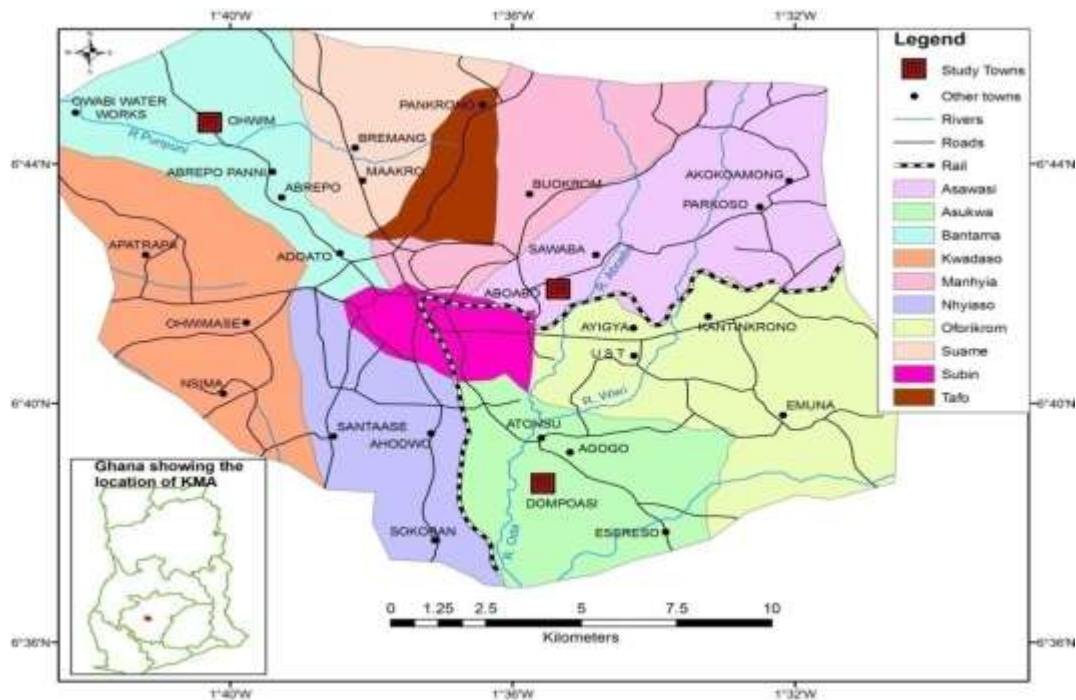 1°40'W 1°36'W 1°32'W
Legend
Study Towns
Other towns
Rivers
Roads
Rail
Asawasi
Asukwa
Bantama
Kwadaso
Manhyia
Nhyiaso
Oforikrom
Suame
Subin
Tafo
OWABI WATER
WORKS
OHWIM
PANKRONO
BREMANG
6°44'N
6°44'N
ABREPO PANNI
MAAKRO
ABREPO
BUOKROM
AKOKOAMONG
PARKOSO
APATRAPA
ADDATO
SAWABA
ABOABO
OHWIMASE
AYIGYA
KANTINKRONO
U.S.T
NSIMA
R. Wiwi
6°40'N
6°40'N
EMUNA
SANTAASE
AHODWO
ATONSU
AGOGO
DOMPOASI
SOKOBAN
R. Oda
ESSRESO
Ghana showing the
location of KMA
0 1.25 2.5 5 7.5 10
Kilometers
6°36'N
6°36'N
1°40'W 1°36'W 1°32'W